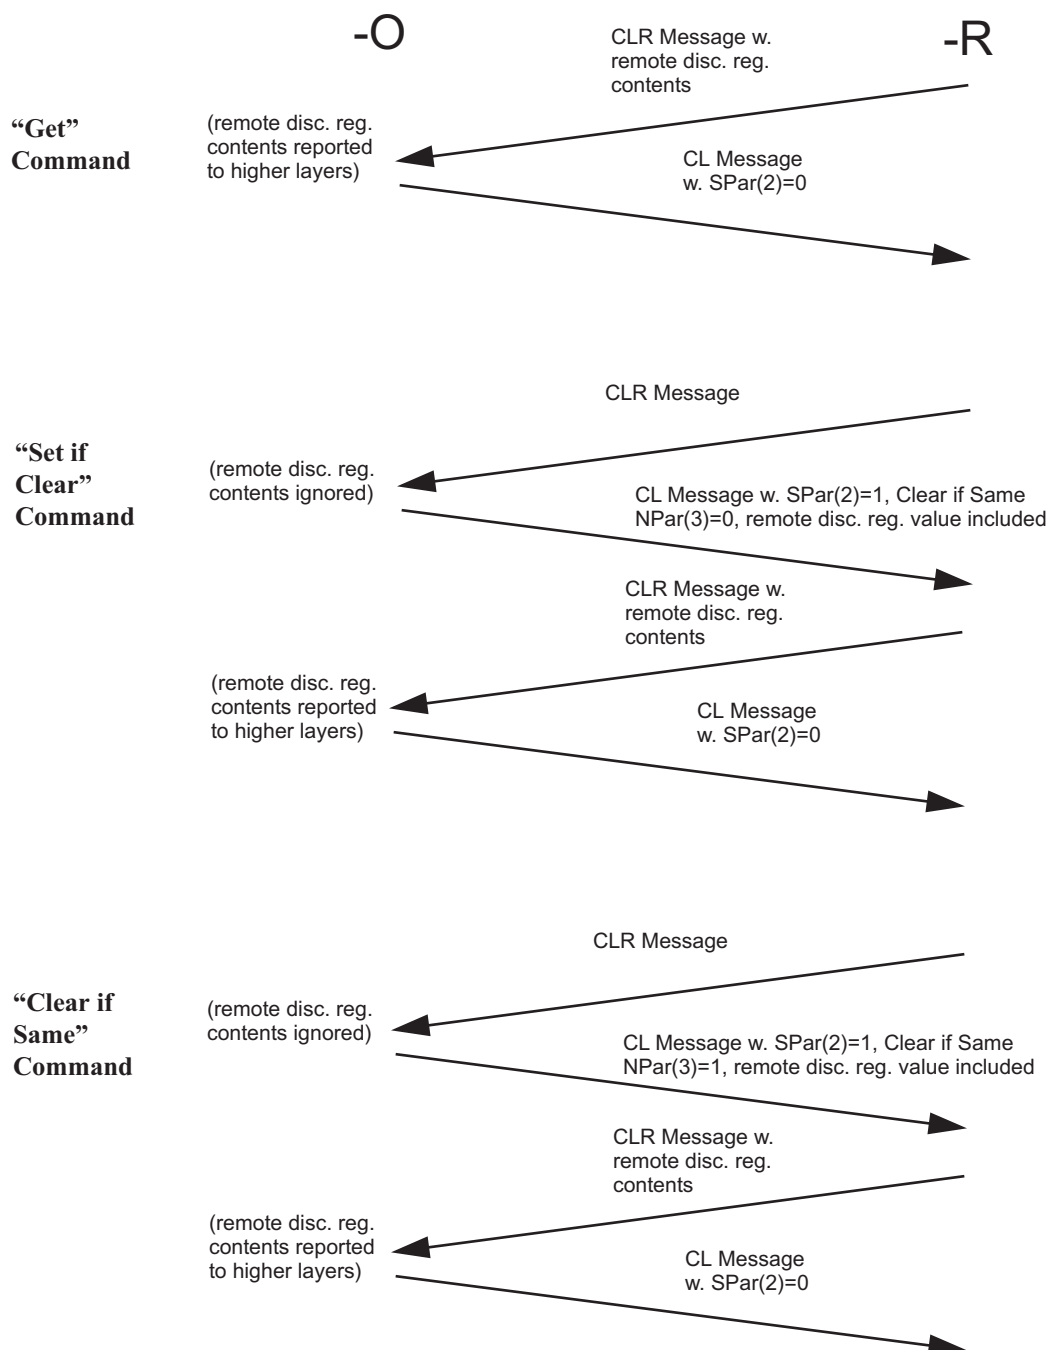 -O
-R
CLR Message w.
remote disc. reg.
contents
“Get”
Command
(remote disc. reg.
contents reported
to higher layers)
CL Message
w. SPar(2)=0
CLR Message
“Set if
Clear”
Command
(remote disc. reg.
contents ignored)
CL Message w. SPar(2)=1, Clear if Same
NPar(3)=0, remote disc. reg. value included
CLR Message w.
remote disc. reg.
contents
(remote disc. reg.
contents reported
to higher layers)
CL Message
w. SPar(2)=0
CLR Message
“Clear if
Same”
Command
(remote disc. reg.
contents ignored)
CL Message w. SPar(2)=1, Clear if Same
NPar(3)=1, remote disc. reg. value included
CLR Message w.
remote disc. reg.
contents
(remote disc. reg.
contents reported
to higher layers)
CL Message
w. SPar(2)=0